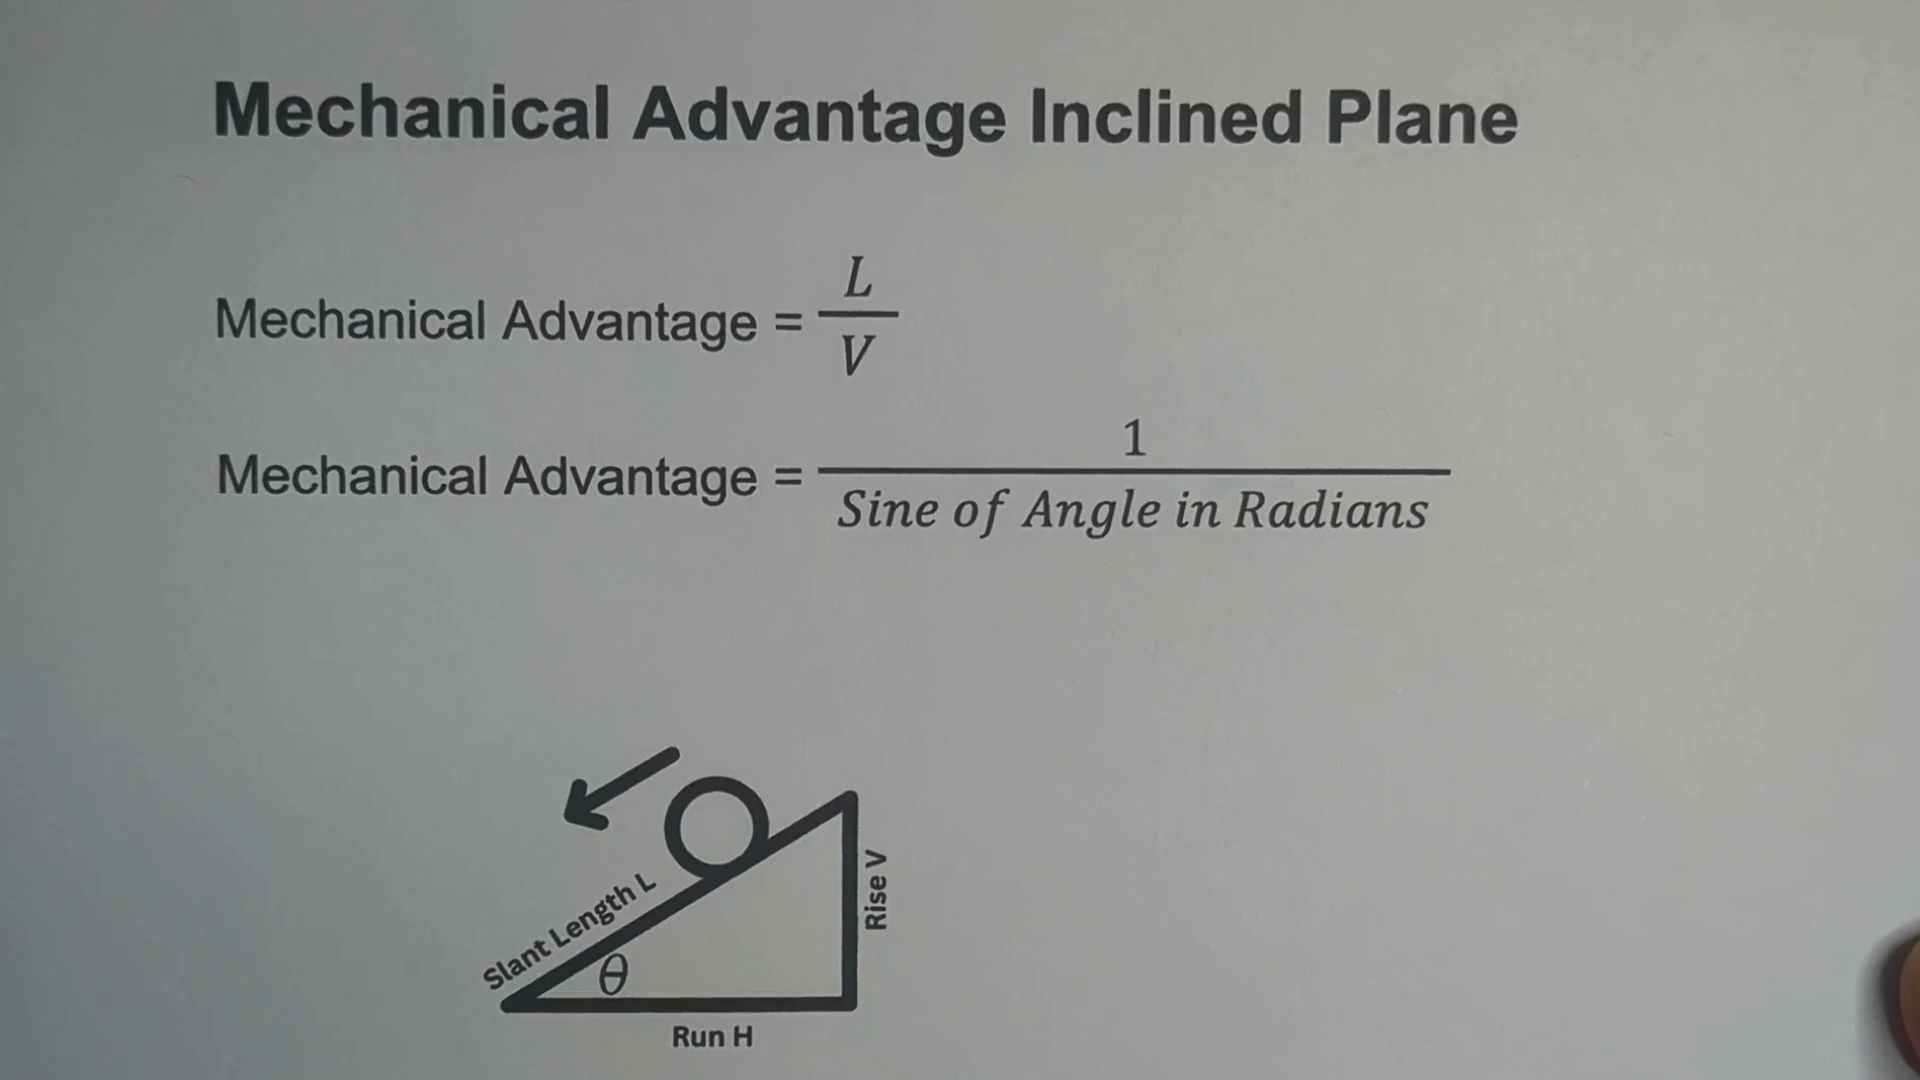 Mechanical Advantage Inclined Plane
Mechanical Advantage = L / V
Mechanical Advantage = 1 / Sine of Angle in Radians
Slant Length L
θ
Rise V
Run H